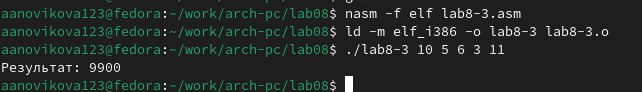 aanovikova123@fedora:~/work/arch-pc/lab08$ nasm -f elf lab8-3.asm
aanovikova123@fedora:~/work/arch-pc/lab08$ ld -m elf_i386 -o lab8-3 lab8-3.o
aanovikova123@fedora:~/work/arch-pc/lab08$ ./lab8-3 10 5 6 3 11
Результат: 9900
aanovikova123@fedora:~/work/arch-pc/lab08$